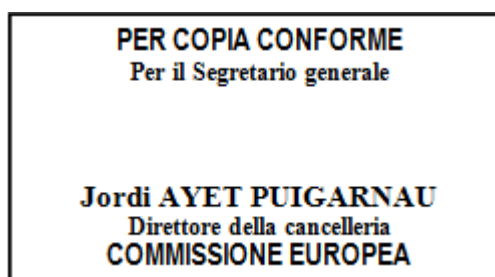 PER COPIA CONFORME
Per il Segretario generale
Jordi AYET PUIGARNAU
Direttore della cancelleria
COMMISSIONE EUROPEA